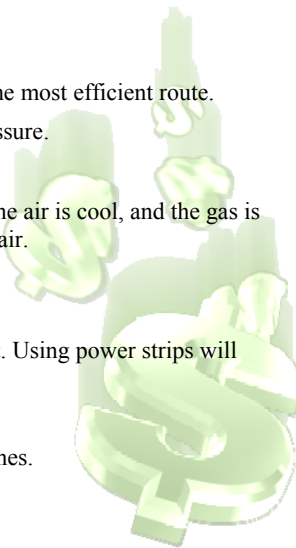 he most efficient route.
ssure.
he air is cool, and the gas is
air.
. Using power strips will
nes.